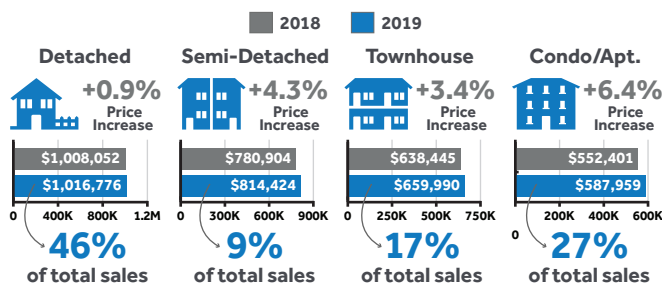 2018 2019
Detached
+0.9%
Price
Increase
$1,008,052
$1,016,776
0 400K 800K 1.2M
46%
of total sales
Semi-Detached
+4.3%
Price
Increase
$780,904
$814,424
0 300K 600K 900K
9%
of total sales
Townhouse
+3.4%
Price
Increase
$638,445
$659,990
0 250K 500K 750K
17%
of total sales
Condo/Apt.
+6.4%
Price
Increase
$552,401
$587,959
200K 400K 600K
0
27%
of total sales